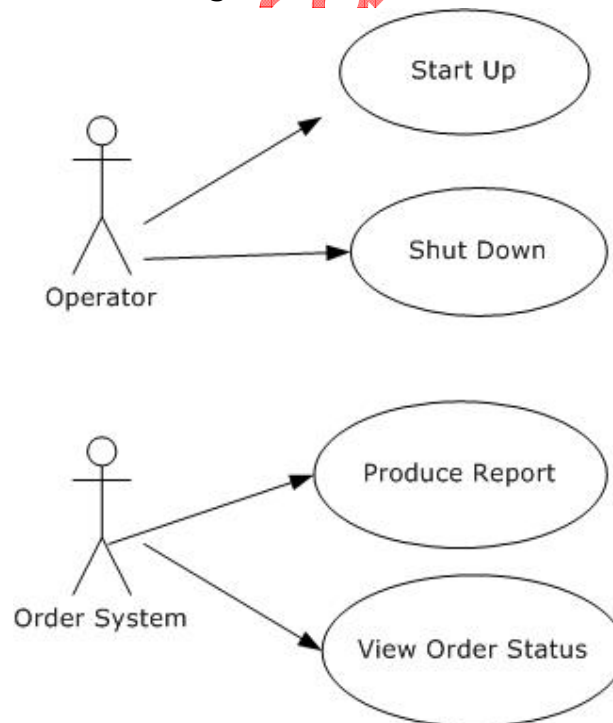 Start Up
Shut Down
Operator
Produce Report
Order System
View Order Status